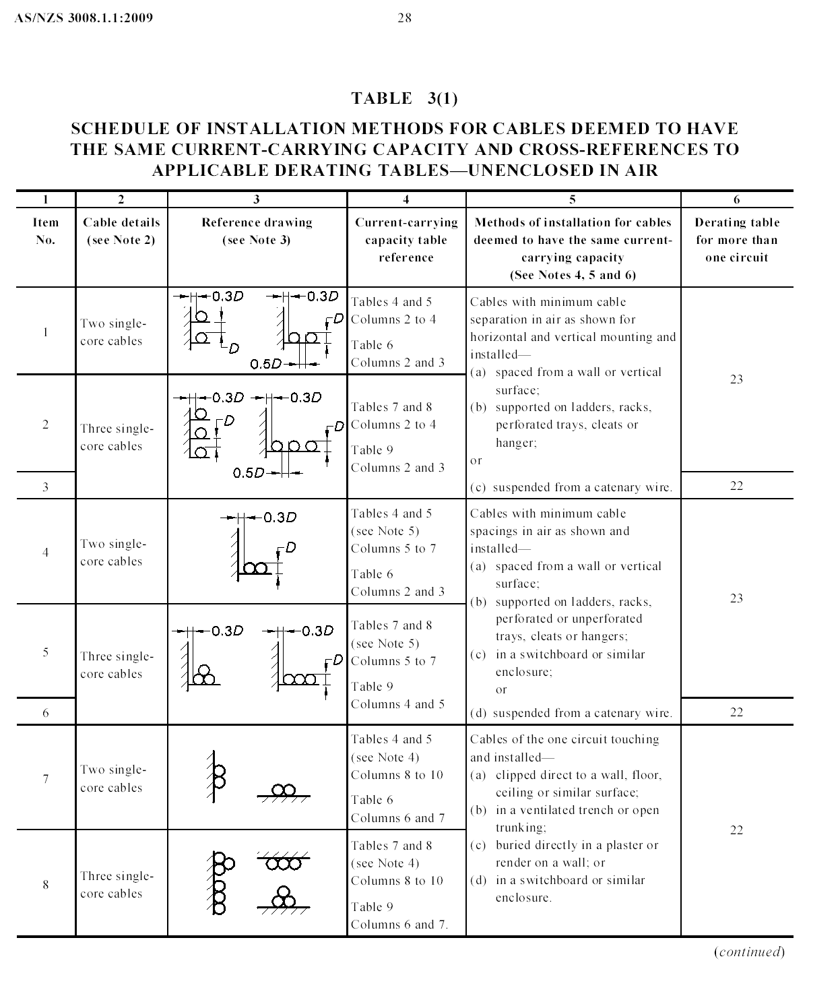 AS/NZS 3008.1.1:2009
28
TABLE 3(1)
SCHEDULE OF INSTALLATION METHODS FOR CABLES DEEMED TO HAVE
THE SAME CURRENT-CARRYING CAPACITY AND CROSS-REFERENCES TO
APPLICABLE DERATING TABLES—UNENCLOSED IN AIR
1 2 3 4 5 6
Item
No.
Cable details
(see Note 2)
Reference drawing
(see Note 3)
Current-carrying
capacity table
reference
Methods of installation for cables
deemed to have the same current-
carrying capacity
(See Notes 4, 5 and 6)
Derating table
for more than
one circuit
1
Two single-
core cables
0.3D
D
0.3D
D
0.5D
Tables 4 and 5
Columns 2 to 4
Table 6
Columns 2 and 3
Cables with minimum cable
separation in air as shown for
horizontal and vertical mounting and
installed—
(a) spaced from a wall or vertical
surface;
(b) supported on ladders, racks,
perforated trays, cleats or
hanger;
or
(c) suspended from a catenary wire.
23
2
Three single-
core cables
0.3D
D
0.3D
D
0.5D
Tables 7 and 8
Columns 2 to 4
Table 9
Columns 2 and 3
3
22
4
Two single-
core cables
0.3D
D
Tables 4 and 5
(see Note 5)
Columns 5 to 7
Table 6
Columns 2 and 3
Cables with minimum cable
spacings in air as shown and
installed—
(a) spaced from a wall or vertical
surface;
(b) supported on ladders, racks,
perforated or unperforated
trays, cleats or hangers;
(c) in a switchboard or similar
enclosure;
or
(d) suspended from a catenary wire.
23
5
Three single-
core cables
0.3D
0.3D
D
Tables 7 and 8
(see Note 5)
Columns 5 to 7
Table 9
Columns 4 and 5
6
22
7
Two single-
core cables
Tables 4 and 5
(see Note 4)
Columns 8 to 10
Table 6
Columns 6 and 7
Cables of the one circuit touching
and installed—
(a) clipped direct to a wall, floor,
ceiling or similar surface;
(b) in a ventilated trench or open
trunking;
(c) buried directly in a plaster or
render on a wall; or
(d) in a switchboard or similar
enclosure.
22
8
Three single-
core cables
Tables 7 and 8
(see Note 4)
Columns 8 to 10
Table 9
Columns 6 and 7.
(continued)